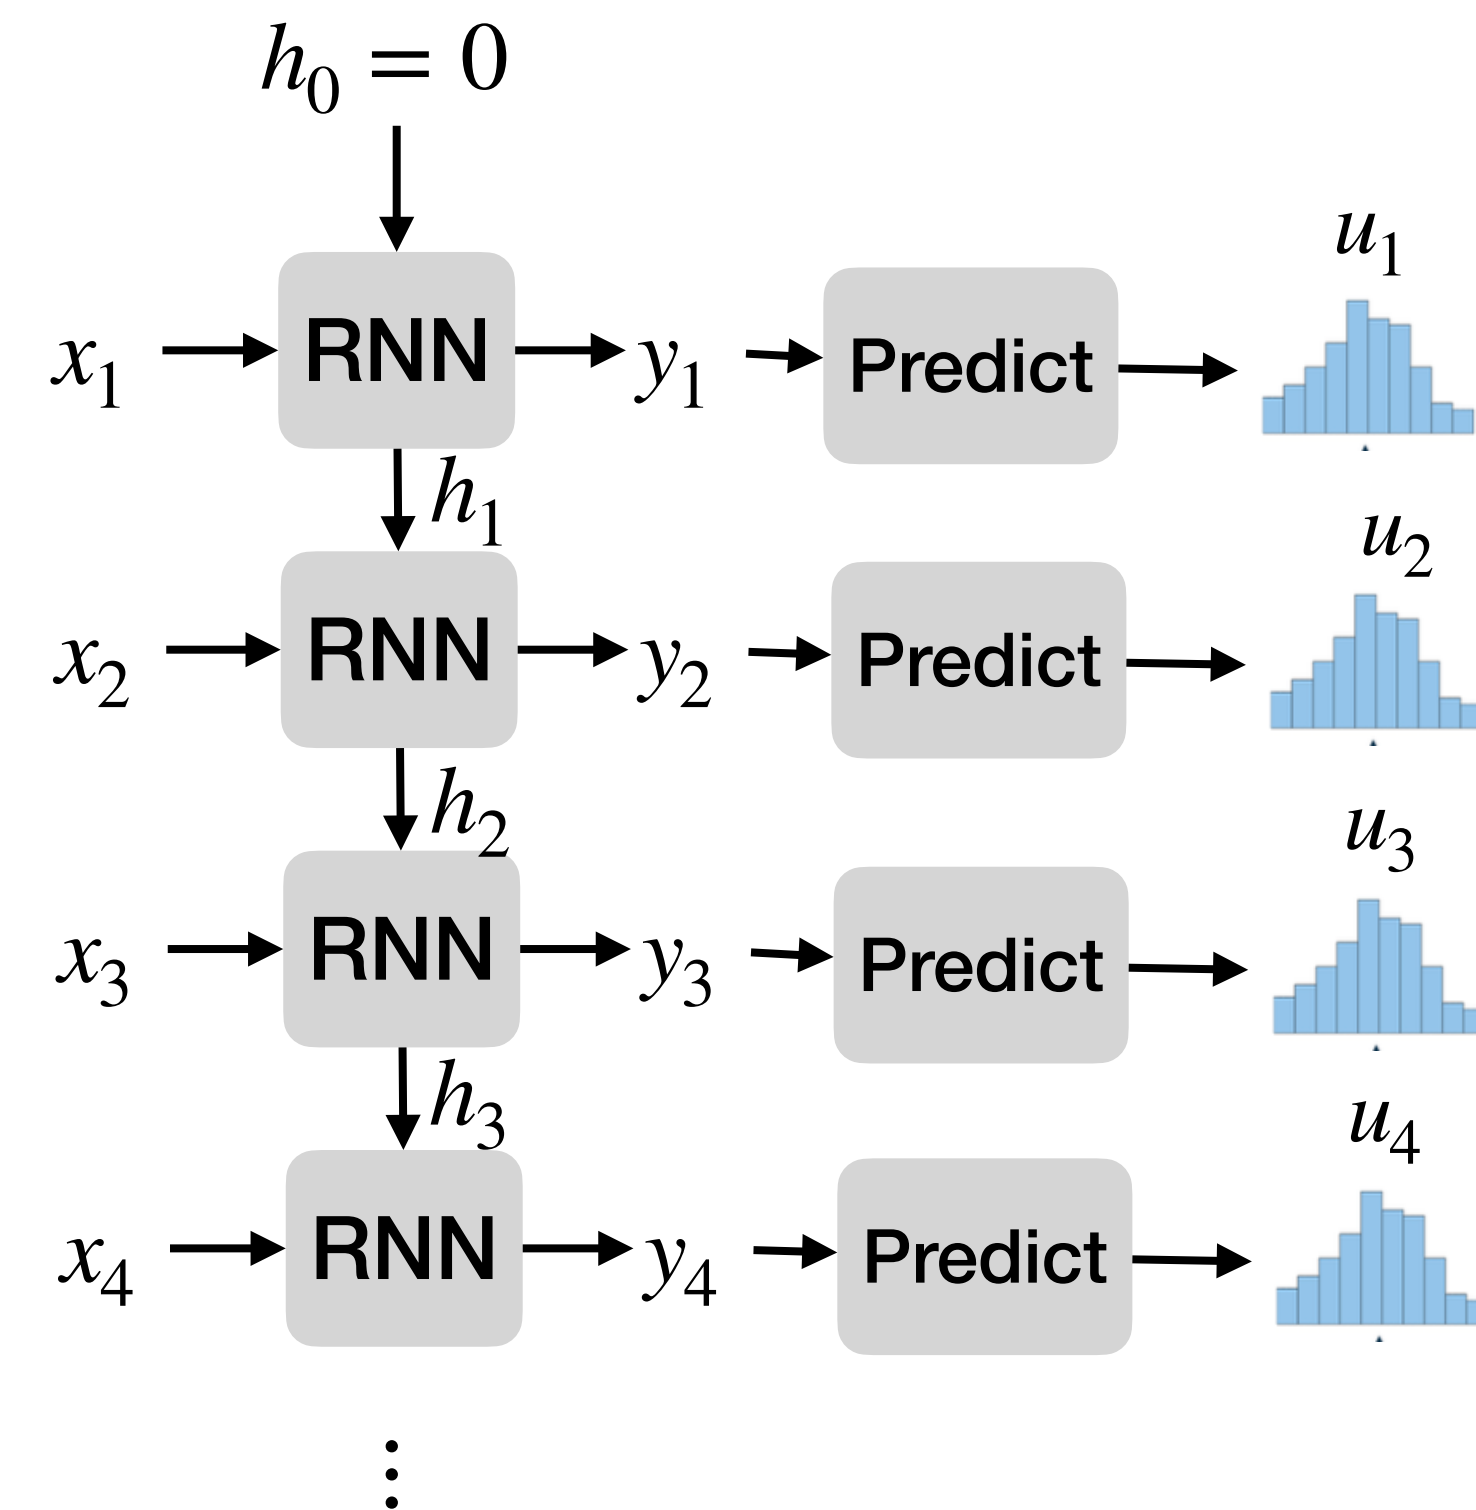 h₀ = 0
u₁
x₁ RNN y₁ Predict
h₁
u₂
x₂ RNN y₂ Predict
h₂
u₃
x₃ RNN y₃ Predict
h₃
u₄
x₄ RNN y₄ Predict
⋮